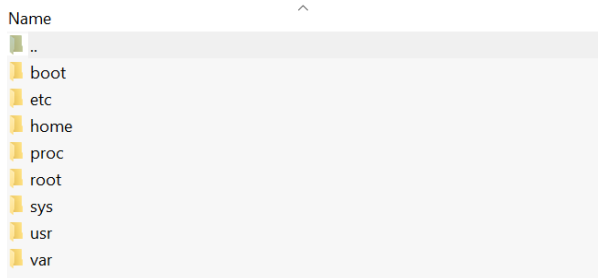 Name
..
boot
etc
home
proc
root
sys
usr
var